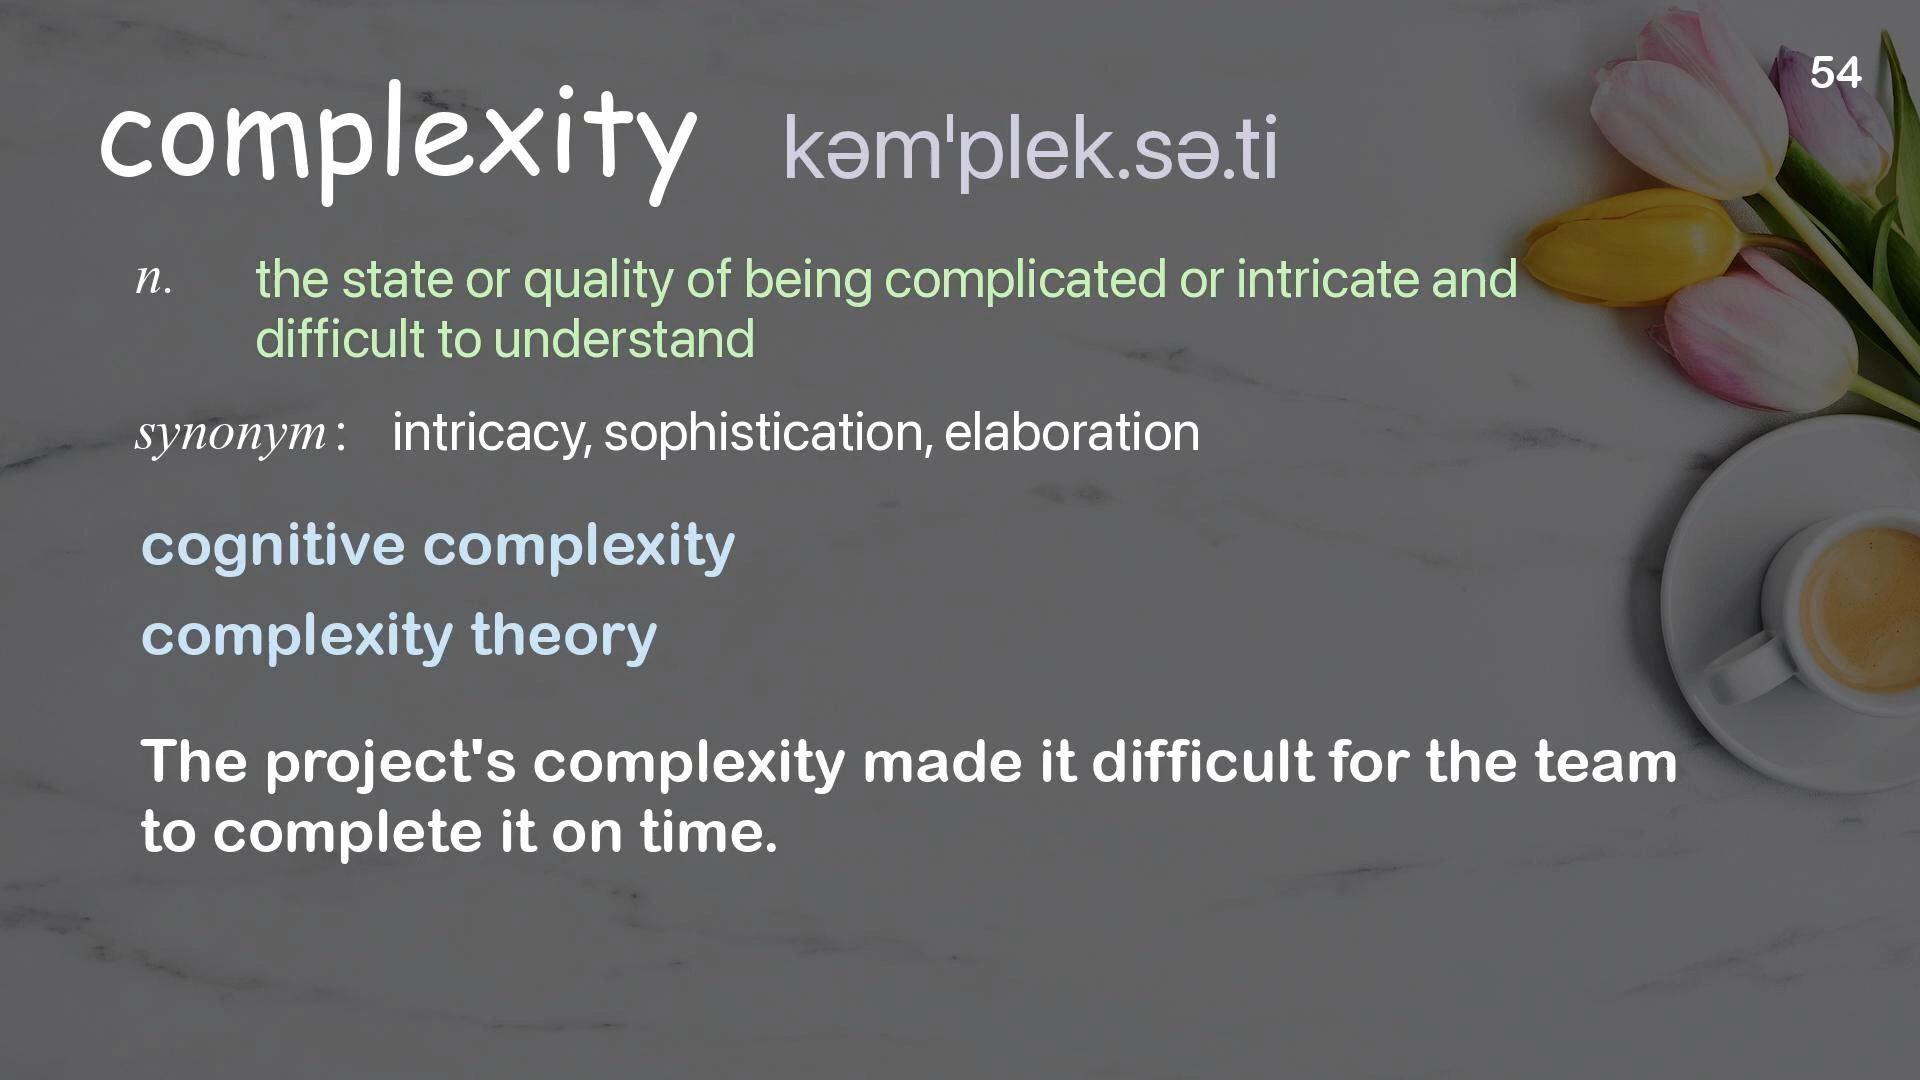 54
complexity kəm'plek.sə.ti
n. the state or quality of being complicated or intricate and
difficult to understand
synonym: intricacy, sophistication, elaboration
cognitive complexity
complexity theory
The project's complexity made it difficult for the team
to complete it on time.